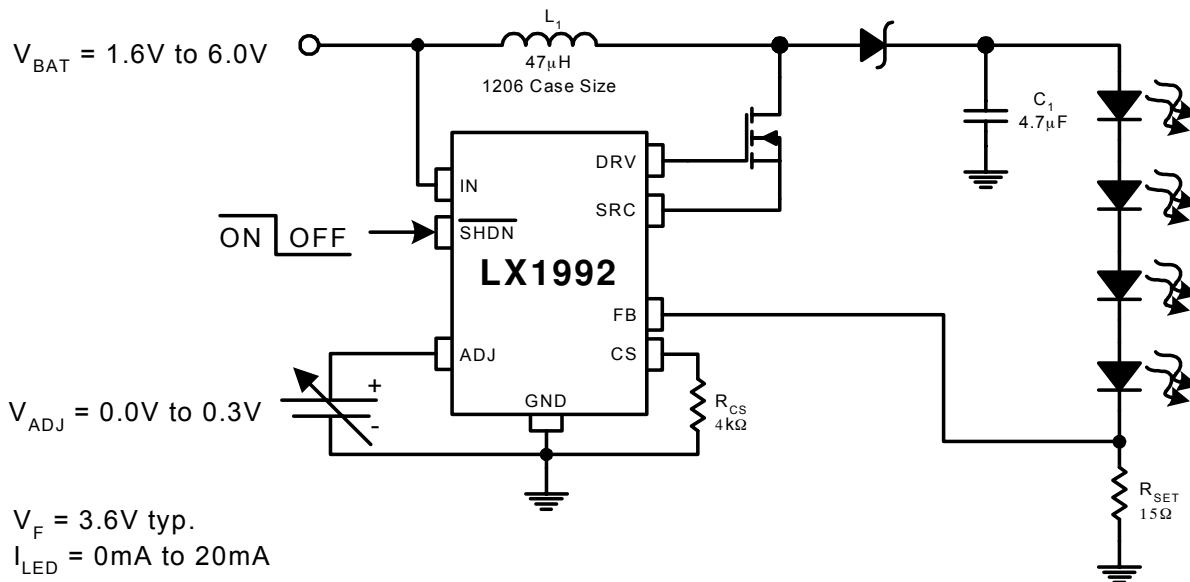 V_BAT = 1.6V to 6.0V
L₁
47μH
1206 Case Size
C₁
4.7μF
DRV
IN
SRC
ON OFF
SHDN
LX1992
FB
ADJ
CS
+
V_ADJ = 0.0V to 0.3V
-
GND
R_CS
4kΩ
R_SET
15Ω
V_F = 3.6V typ.
I_LED = 0mA to 20mA